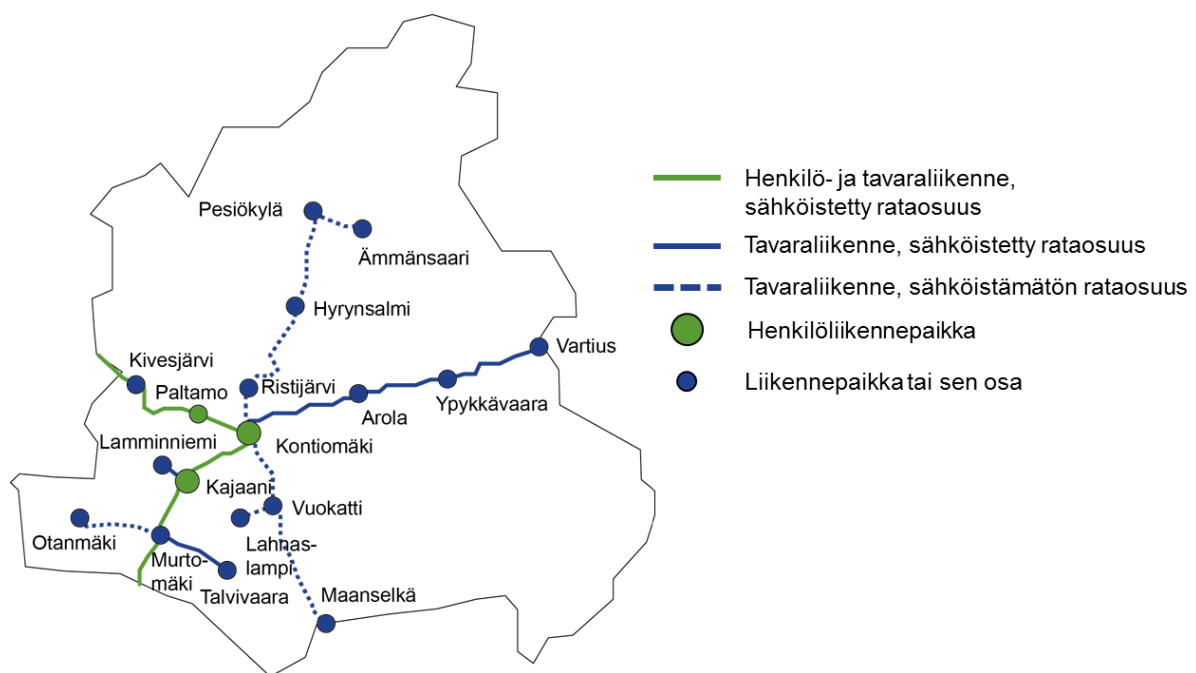 Pesiökylä
Ämmänsaari
Hyrynsalmi
Vartius
Kivesjärvi
Ristijärvi
Paltamo
Ypykkävaara
Arola
Lamminniemi
Kontiomäki
Kajaani
Vuokatti
Otanmäki
Murto-
mäki
Lahnas-
lampi
Talvivaara
Maanselkä
Henkilö- ja tavaraliikenne,
sähköistetty rataosuus
Tavaraliikenne, sähköistetty rataosuus
Tavaraliikenne, sähköistämätön rataosuus
Henkilöliikennepaikka
Liikennepaikka tai sen osa